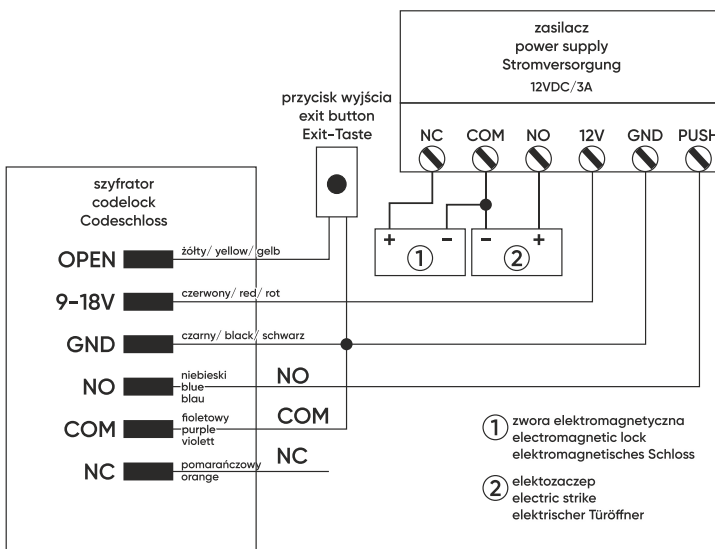 zasilacz
power supply
Stromversorgung
12VDC/3A
przycisk wyjścia
exit button
Exit-Taste
NC COM NO 12V GND PUSH
szyfrator
codelock
Codeschloss
+ - - +
1 2
OPEN żółty/ yellow/ gelb
9-18V czerwony/ red/ rot
GND czarny/ black/ schwarz
NO
niebieski
blue
blau
NO
COM
fioletowy
purple
violett
COM
NC
pomarańczowy
orange
NC
1 zwora elektromagnetyczna
electromagnetic lock
elektromagnetisches Schloss
2 elektozaczep
electric strike
elektrischer Türöffner